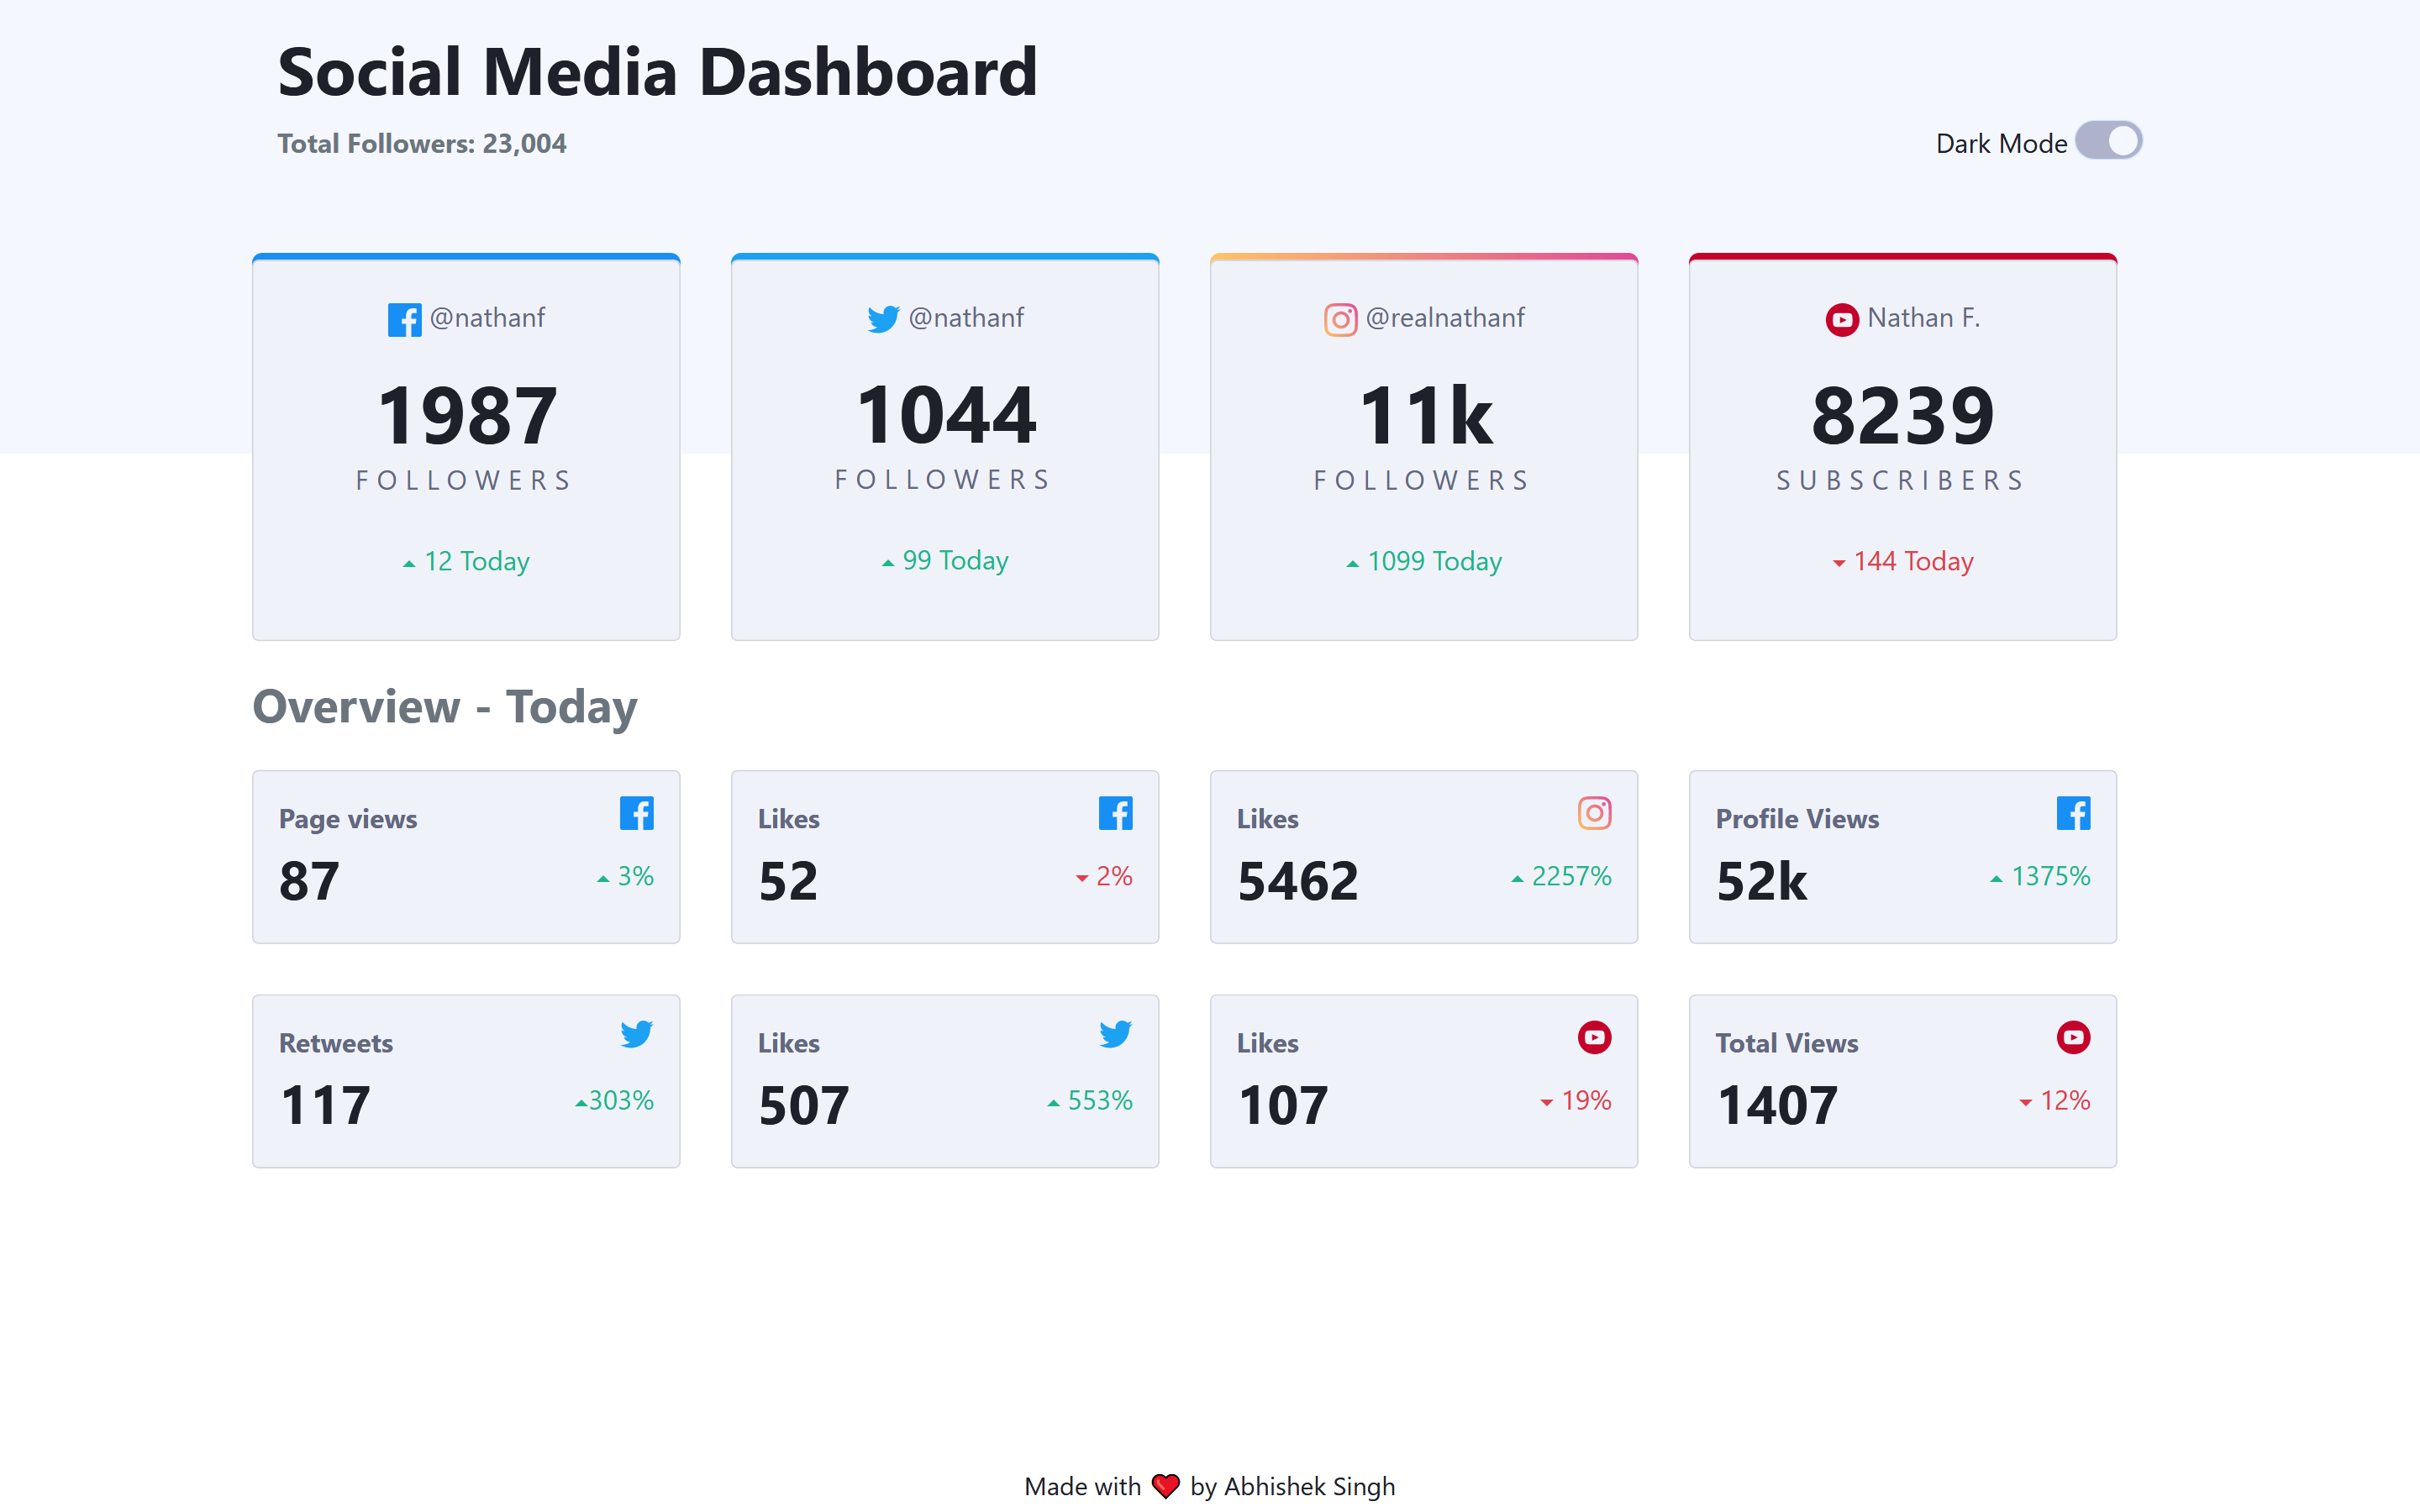 Social Media Dashboard
Total Followers: 23,004
Dark Mode
@nathanf
1987
FOLLOWERS
12 Today
@nathanf
1044
FOLLOWERS
99 Today
@realnathanf
11k
FOLLOWERS
1099 Today
Nathan F.
8239
SUBSCRIBERS
144 Today
Overview - Today
Page views
87
3%
Likes
52
2%
Likes
5462
2257%
Profile Views
52k
1375%
Retweets
117
303%
Likes
507
553%
Likes
107
19%
Total Views
1407
12%
Made with ❤ by Abhishek Singh